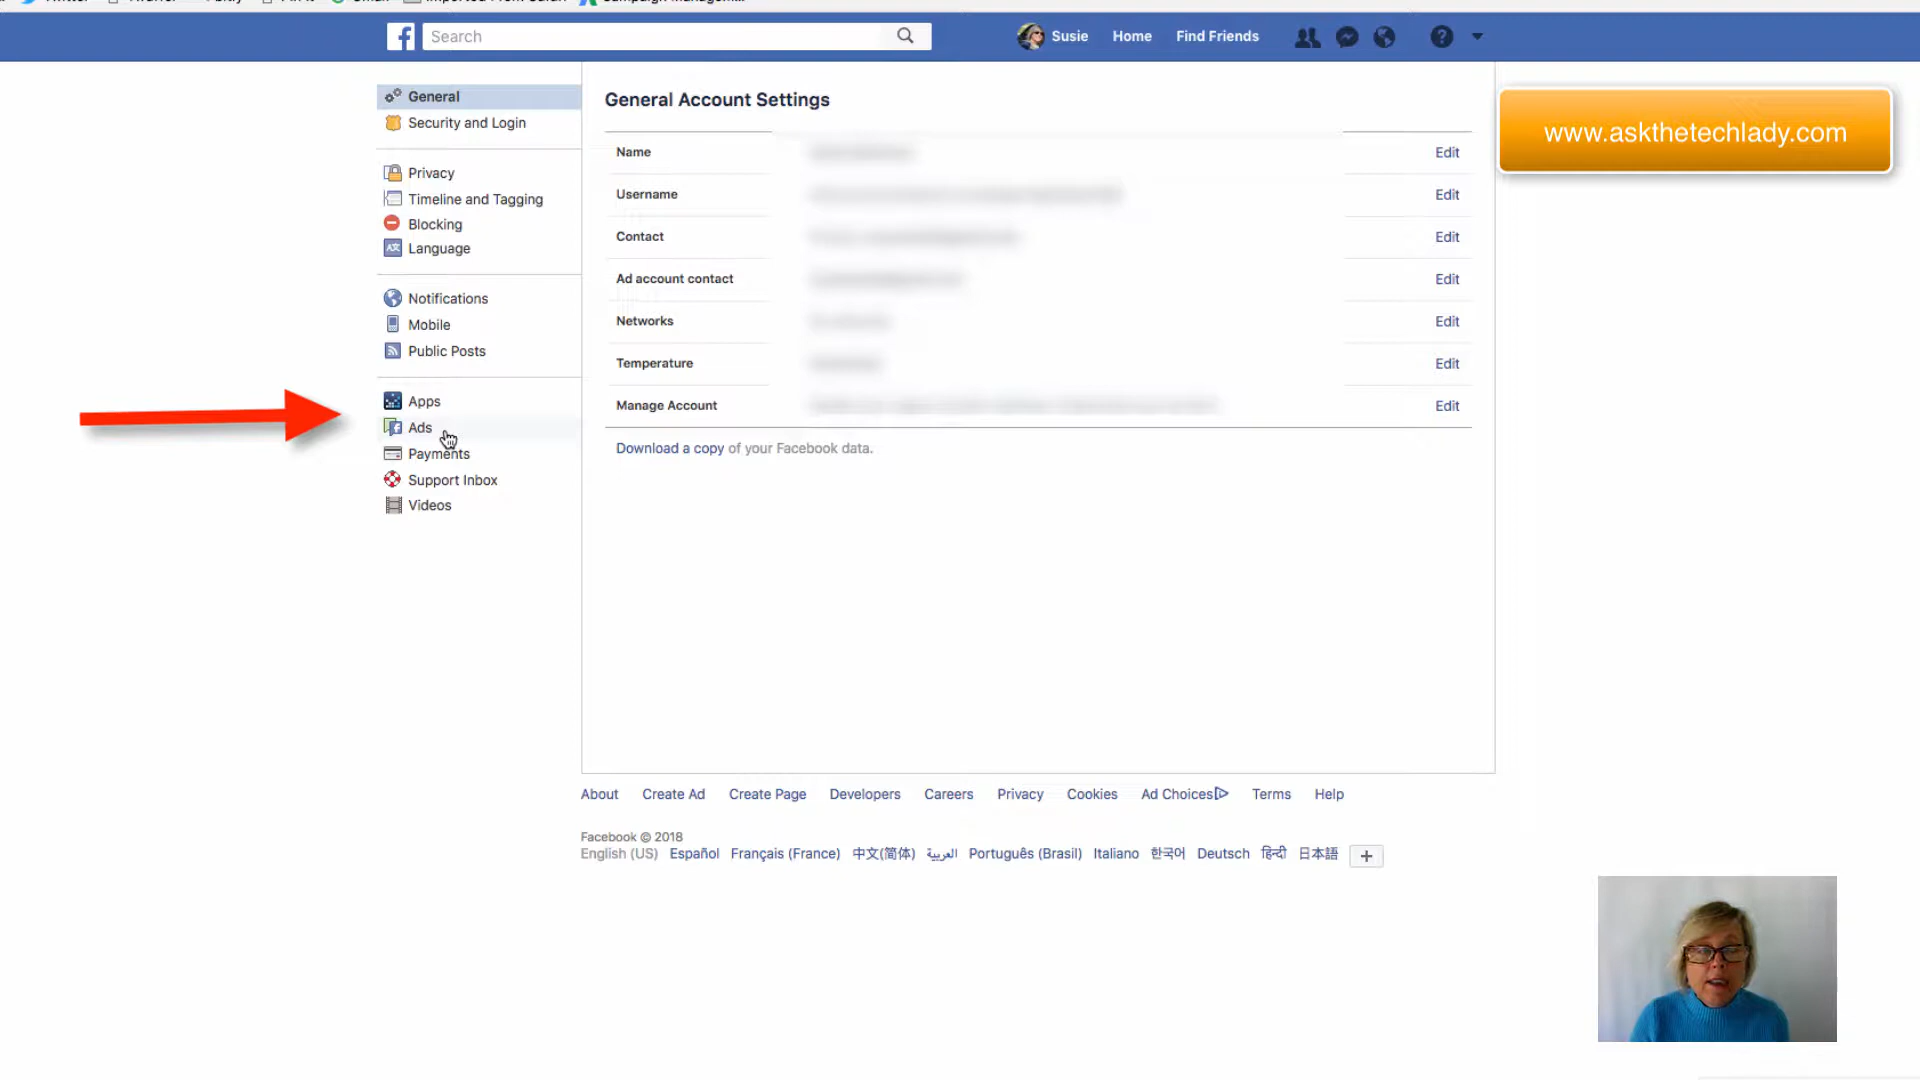 Search
Susie Home Find Friends
General
Security and Login
Privacy
Timeline and Tagging
Blocking
Language
Notifications
Mobile
Public Posts
Apps
Ads
Payments
Support Inbox
Videos
General Account Settings
Name Edit
Username Edit
Contact Edit
Ad account contact Edit
Networks Edit
Temperature Edit
Manage Account Edit
Download a copy of your Facebook data.
www.askthetechlady.com
About Create Ad Create Page Developers Careers Privacy Cookies Ad Choices Terms Help
Facebook © 2018
English (US) Español Français (France) 中文(简体) العربية Português (Brasil) Italiano 한국어 Deutsch हिन्दी 日本語